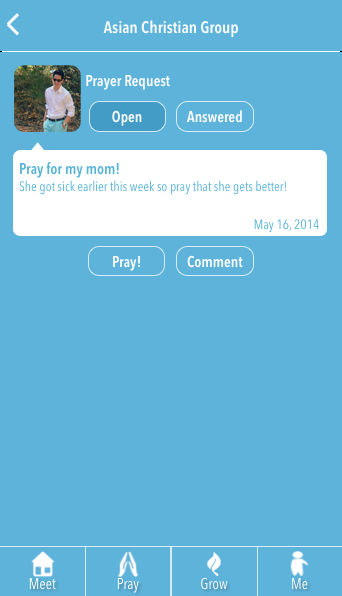 Asian Christian Group
Prayer Request
Open
Answered
Pray for my mom!
She got sick earlier this week so pray that she gets better!
May 16, 2014
Pray!
Comment
Meet
Pray
Grow
Me